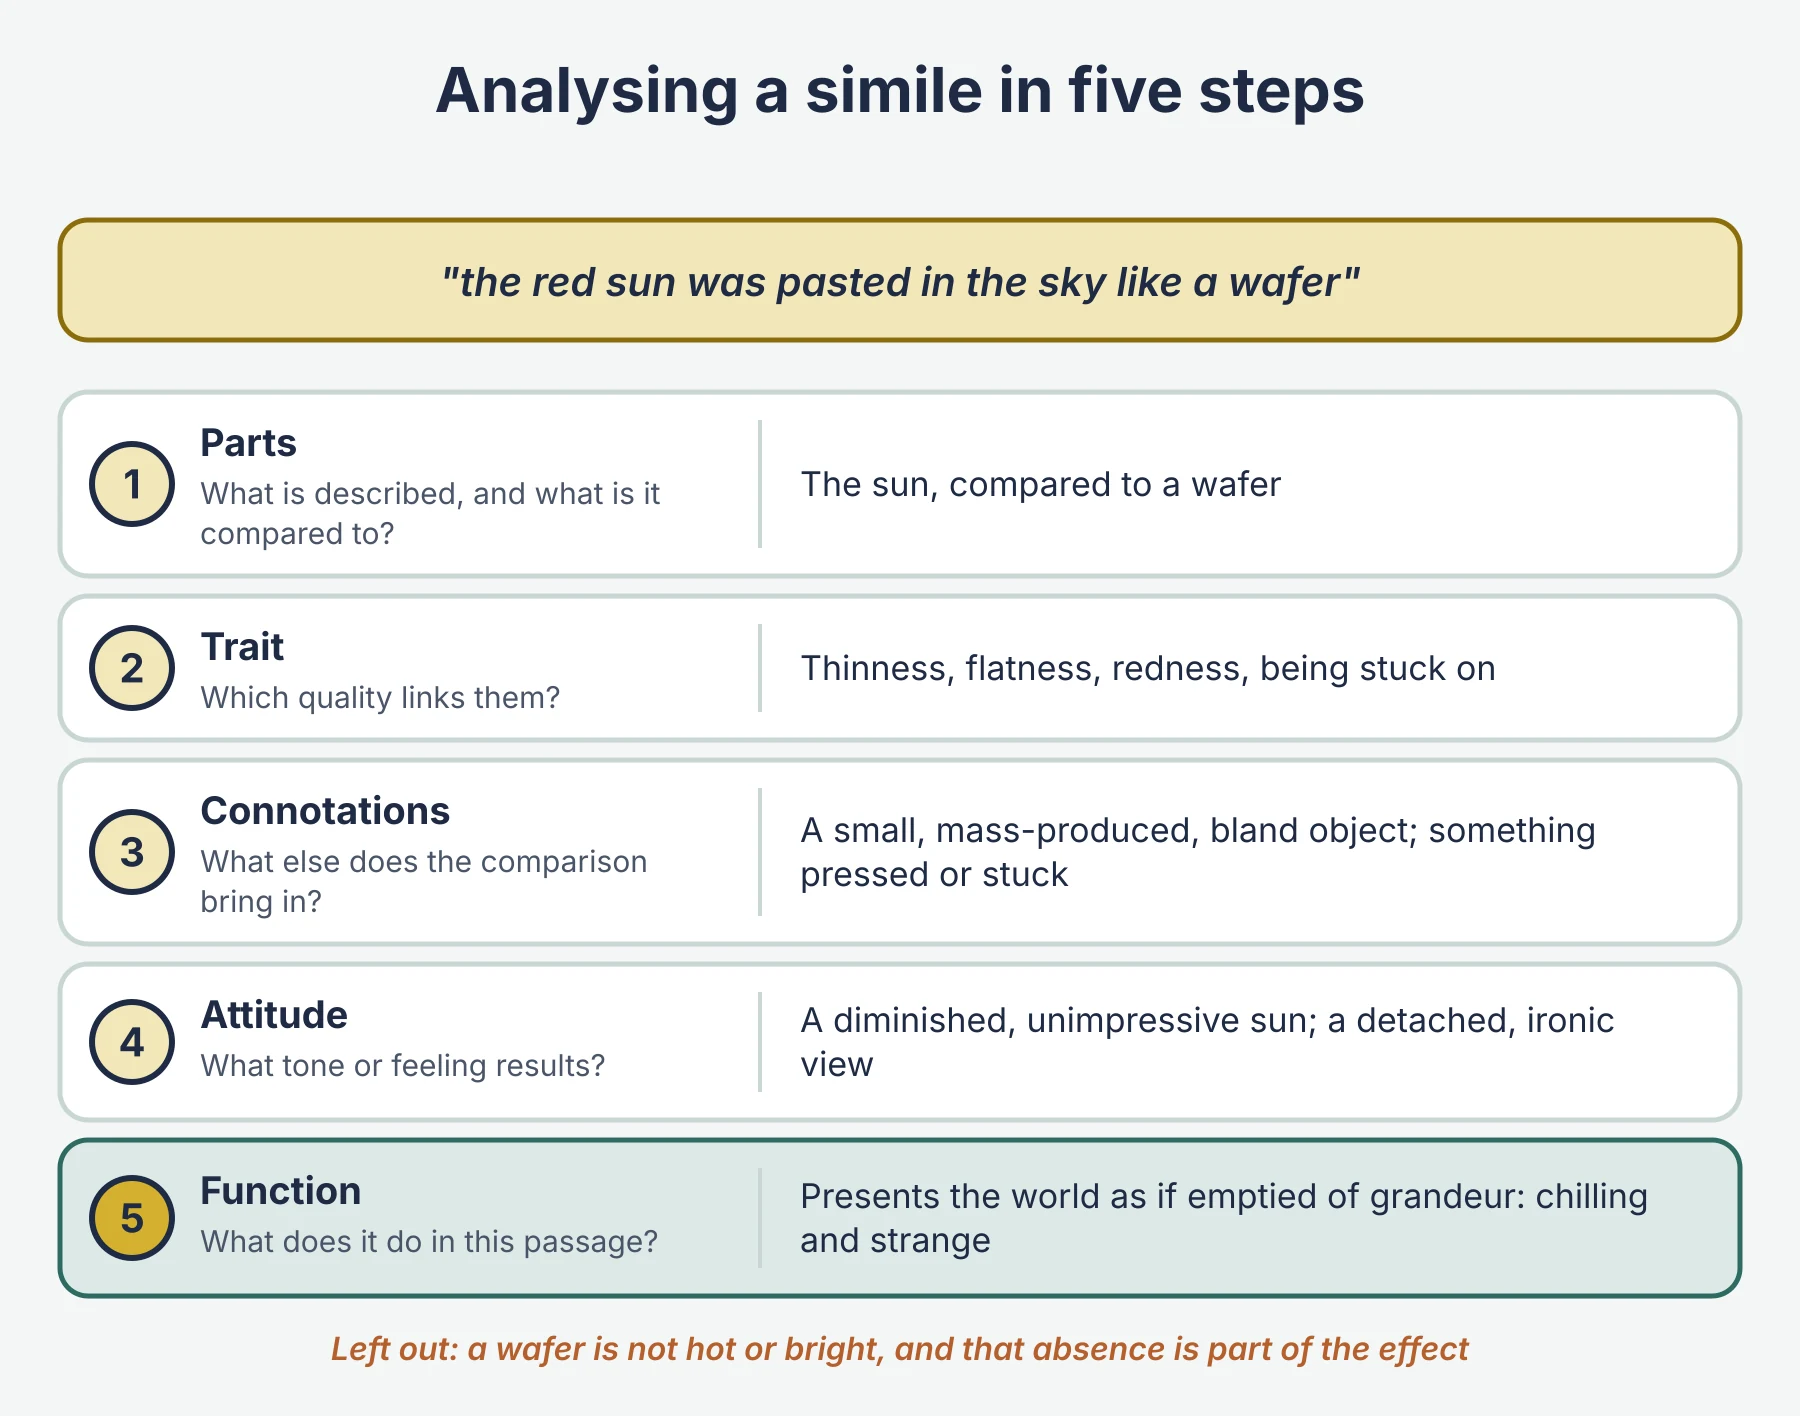 Analysing a simile in five steps
"the red sun was pasted in the sky like a wafer"
1
Parts
What is described, and what is it
compared to?
The sun, compared to a wafer
2
Trait
Which quality links them?
Thinness, flatness, redness, being stuck on
3
Connotations
What else does the comparison
bring in?
A small, mass-produced, bland object; something
pressed or stuck
4
Attitude
What tone or feeling results?
A diminished, unimpressive sun; a detached, ironic
view
5
Function
What does it do in this passage?
Presents the world as if emptied of grandeur: chilling
and strange
Left out: a wafer is not hot or bright, and that absence is part of the effect